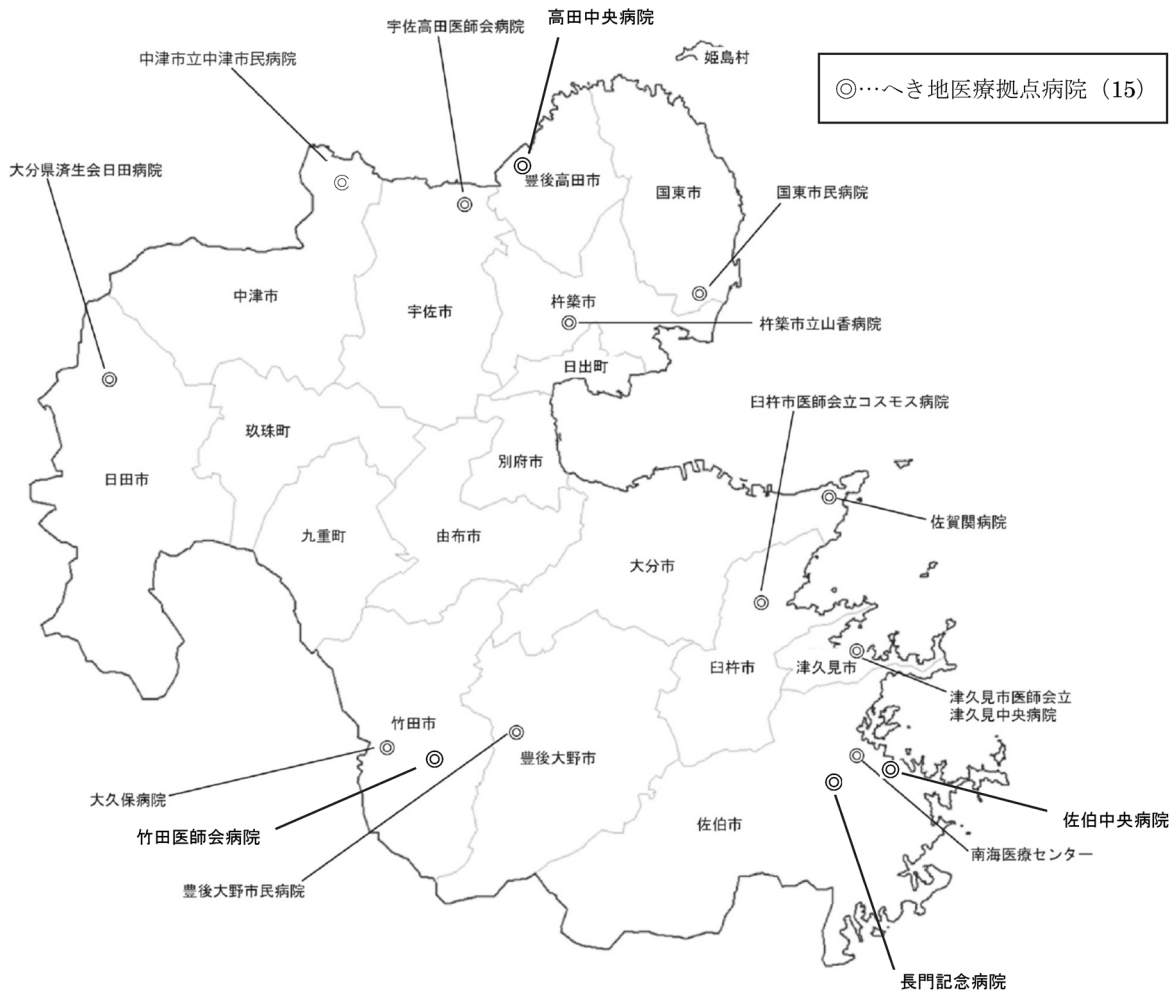 高田中央病院
宇佐高田医師会病院
中津市立中津市民病院
姫島村
◎…へき地医療拠点病院（15）
大分県済生会日田病院
豊後高田市
国東市
国東市民病院
中津市
宇佐市
杵築市
杵築市立山香病院
日出町
臼杵市医師会立コスモス病院
玖珠町
別府市
日田市
佐賀関病院
九重町
由布市
大分市
臼杵市
津久見市
津久見市医師会立
津久見中央病院
竹田市
豊後大野市
大久保病院
竹田医師会病院
佐伯市
佐伯中央病院
南海医療センター
豊後大野市民病院
長門記念病院